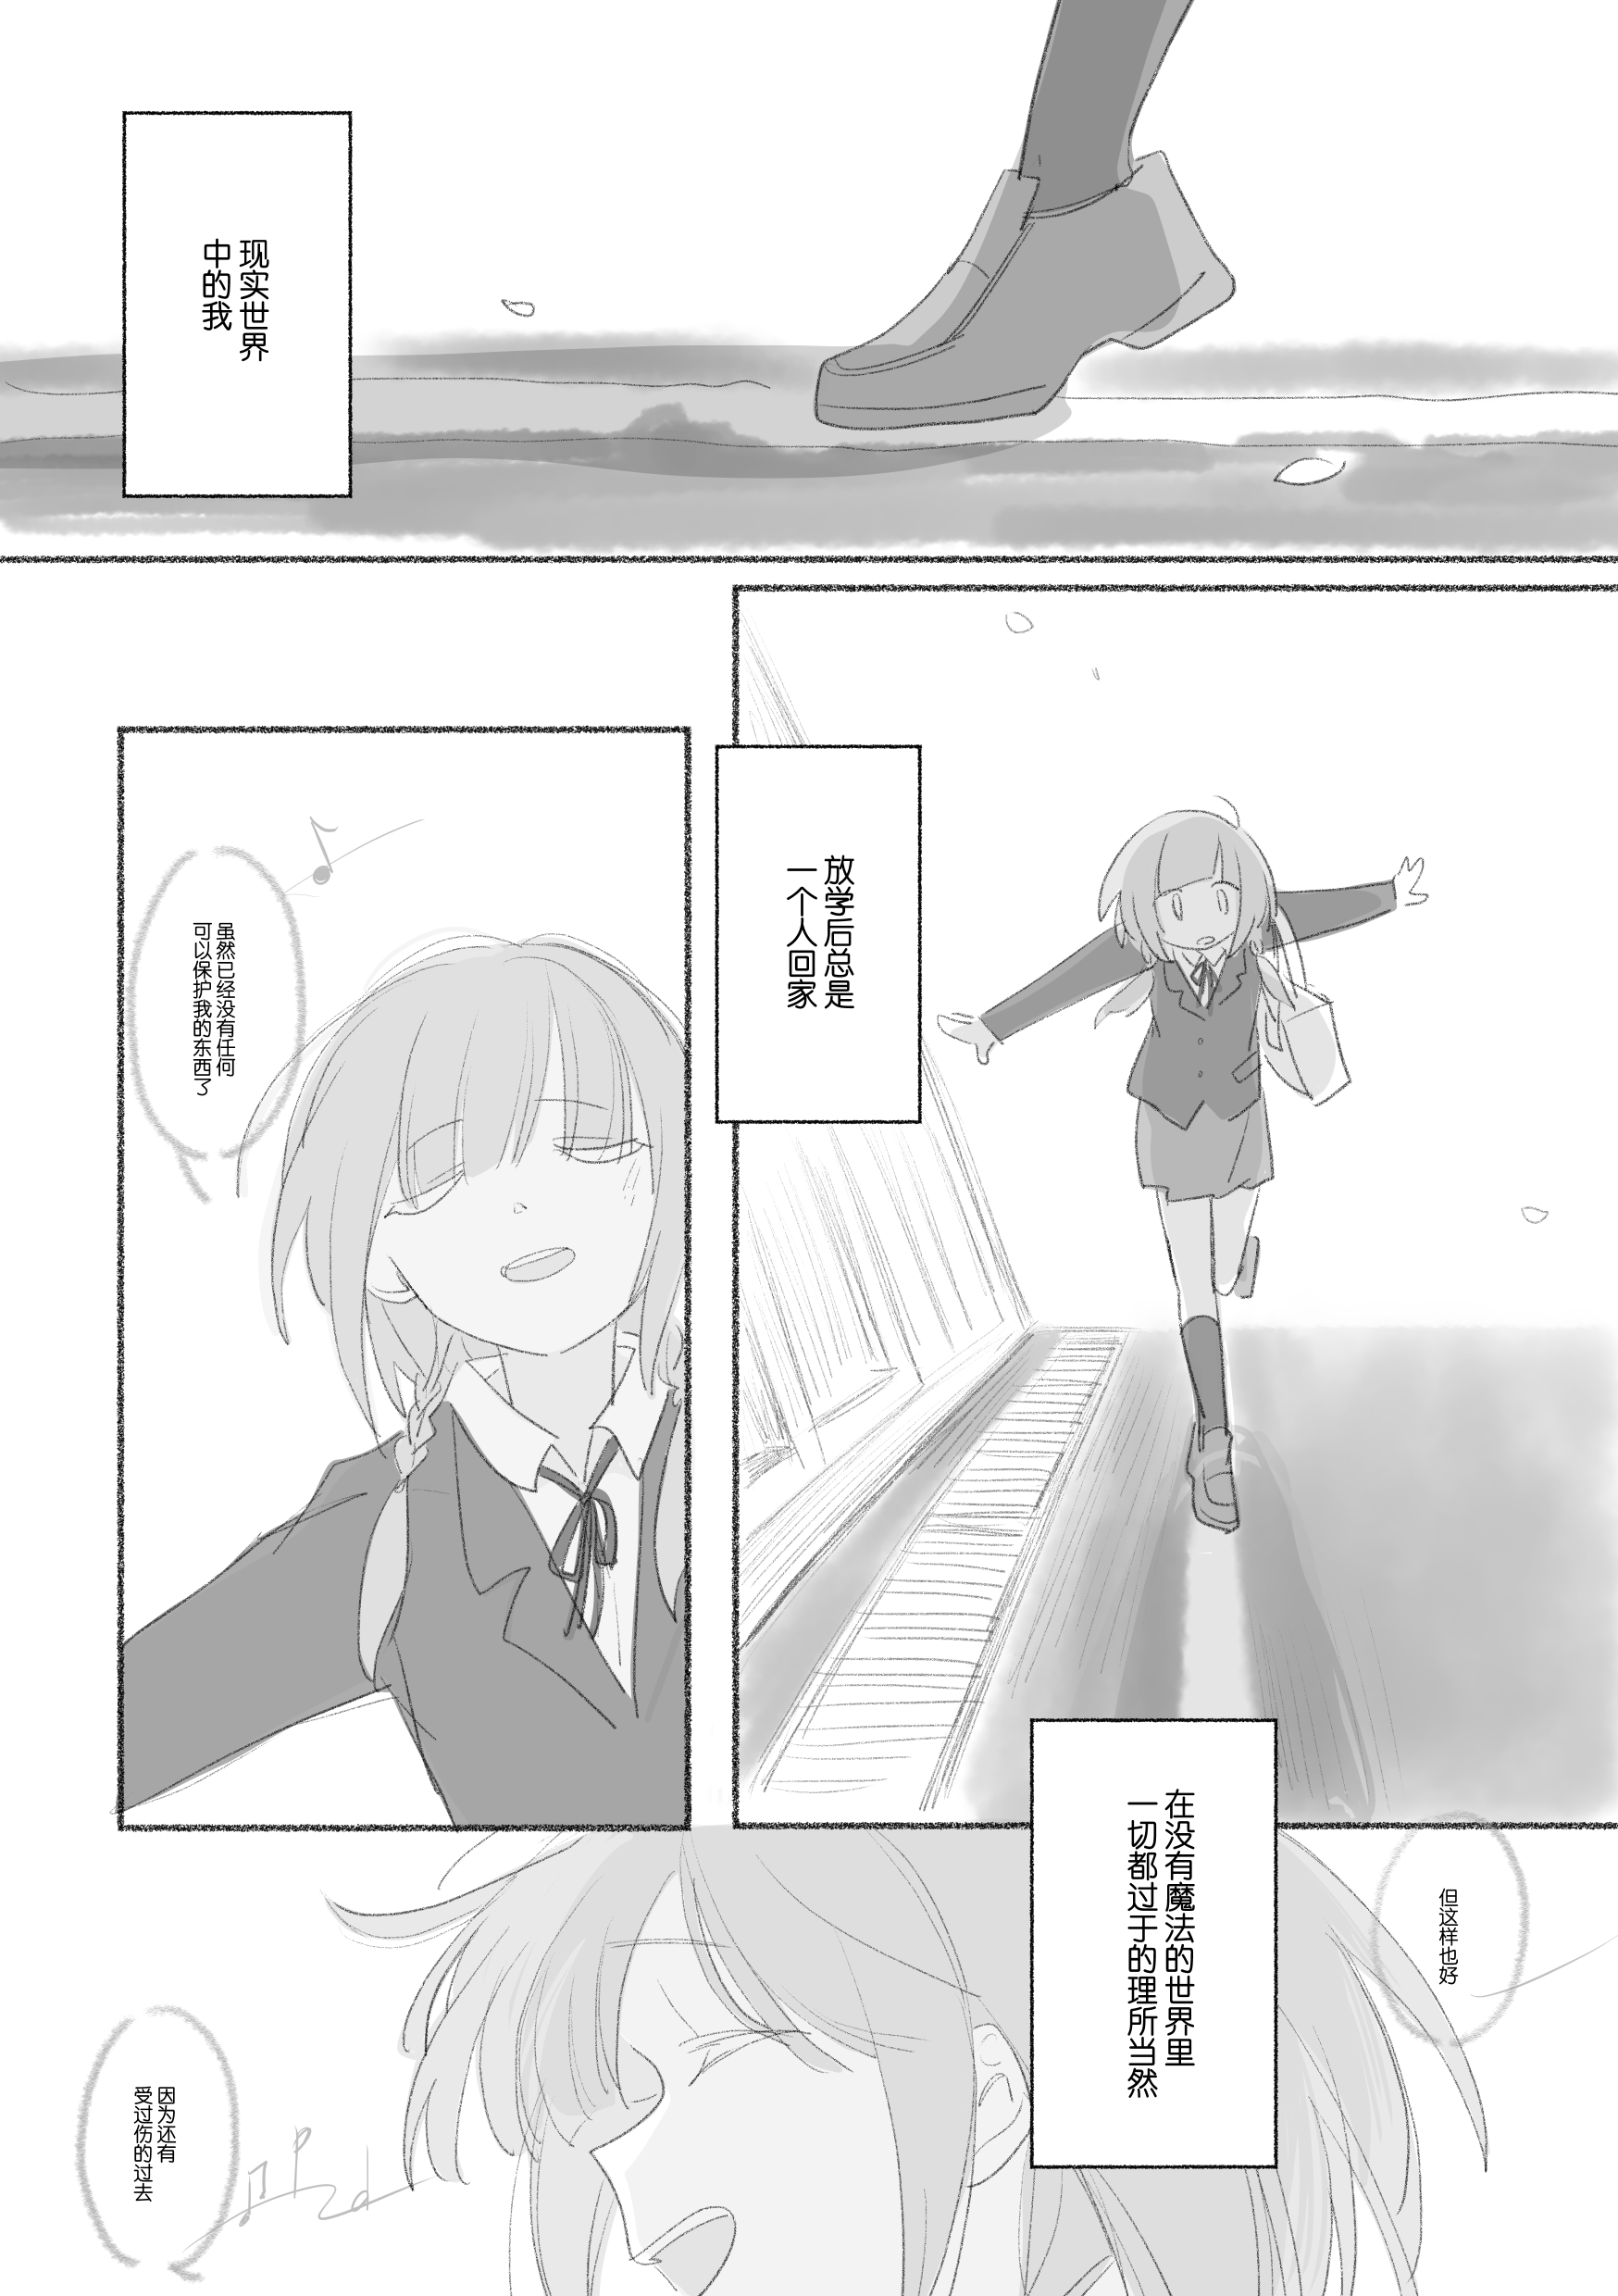 现实世界
中的我
放学后总是
一个人回家
虽然已经没有任何
可以保护我的东西了
在没有魔法的世界里
一切都过于的理所当然
但这样也好
因为还有
受过伤的过去